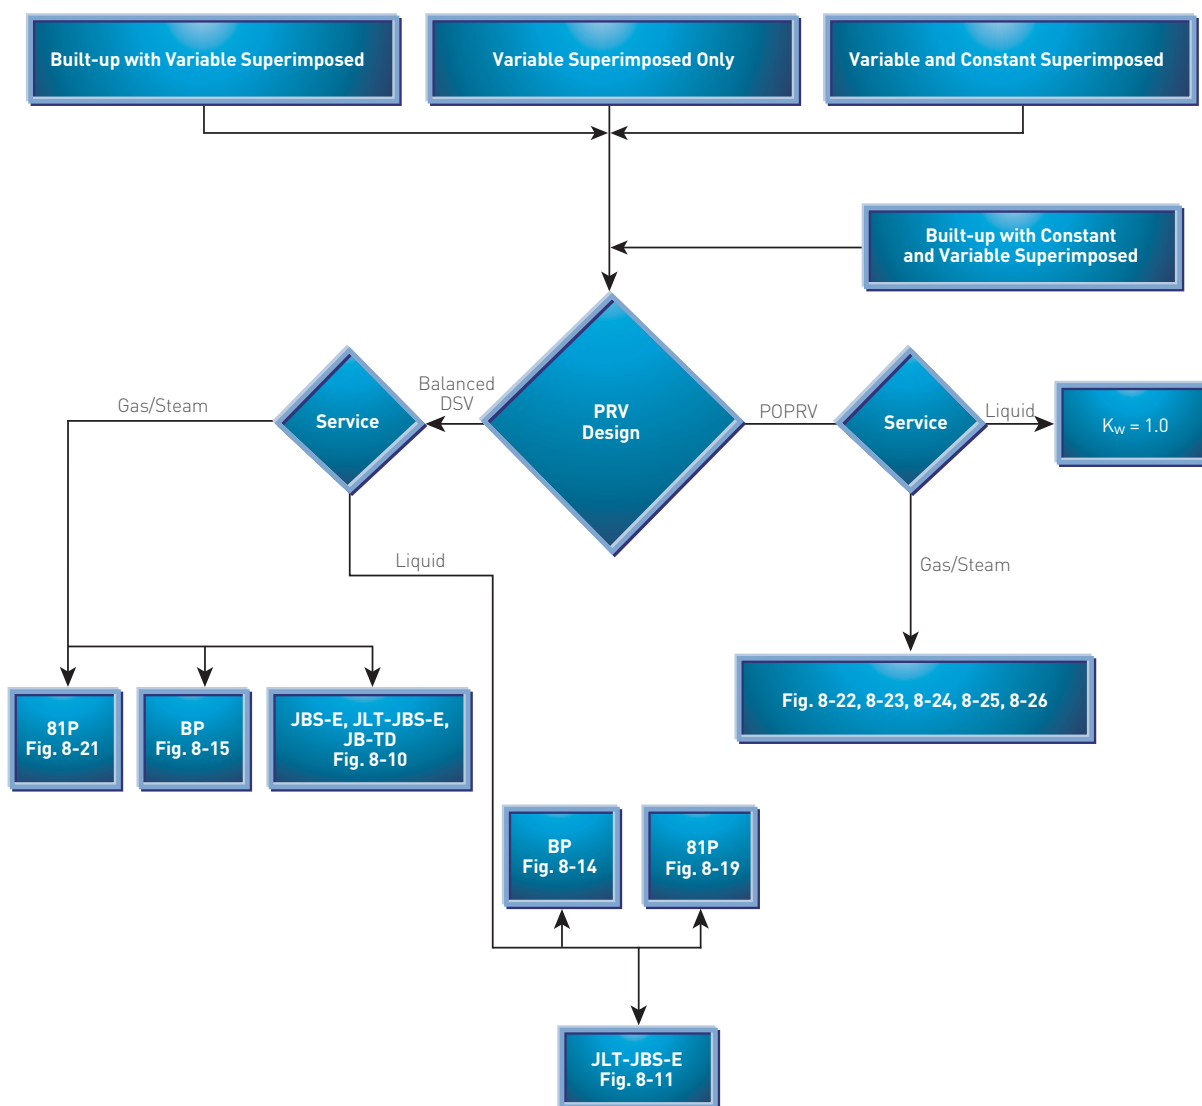 Built-up with Variable Superimposed
Variable Superimposed Only
Variable and Constant Superimposed
Built-up with Constant
and Variable Superimposed
Balanced
DSV
Gas/Steam
Service
PRV
Design
POPRV
Service
Liquid
Kw = 1.0
Liquid
Gas/Steam
81P
Fig. 8-21
BP
Fig. 8-15
JBS-E, JLT-JBS-E,
JB-TD
Fig. 8-10
Fig. 8-22, 8-23, 8-24, 8-25, 8-26
BP
Fig. 8-14
81P
Fig. 8-19
JLT-JBS-E
Fig. 8-11